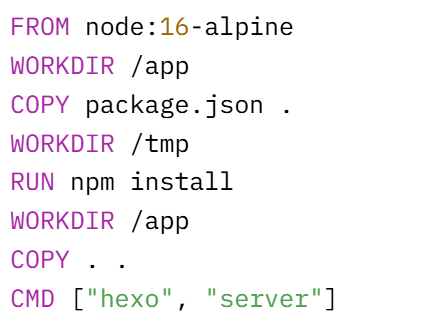 FROM node:16-alpine
WORKDIR /app
COPY package.json .
WORKDIR /tmp
RUN npm install
WORKDIR /app
COPY . .
CMD ["hexo", "server"]